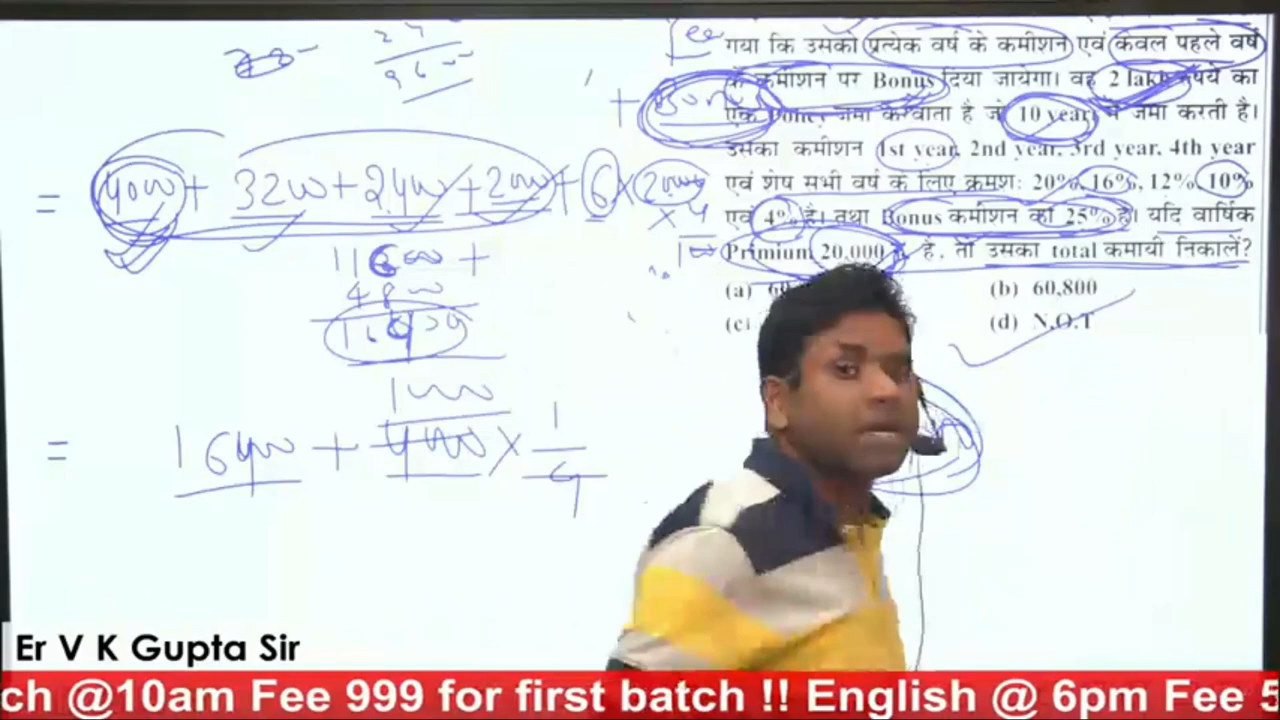 गया कि उसको प्रत्येक वर्ष के कमीशन एवं केवल पहले वर्ष
के कमीशन पर Bonus दिया जायेगा। वह 2 lakh रुपये का
एक जमा करवाता है जो 10 year में जमा करती है।
उसका कमीशन 1st year, 2nd year, 3rd year, 4th year
एवं शेष सभी वर्ष के लिए क्रमश: 20%, 16%, 12%, 10%
एवं 4% है। तथा Bonus कमीशन की 25% है। यदि वार्षिक
Primium 20,000 है, तो उसका total कमायी निकालें?
(a) (b) 60,800
(d) N.O.T
+ Bonus
= 4000 + 3200 + 2400 + 2000 + 6 × 20000
× 4
100
11600 +
4800
16400
1000
= 16400 + 4000 × 1
4
Er V K Gupta Sir
ch @10am Fee 999 for first batch !! English @ 6pm Fee 5